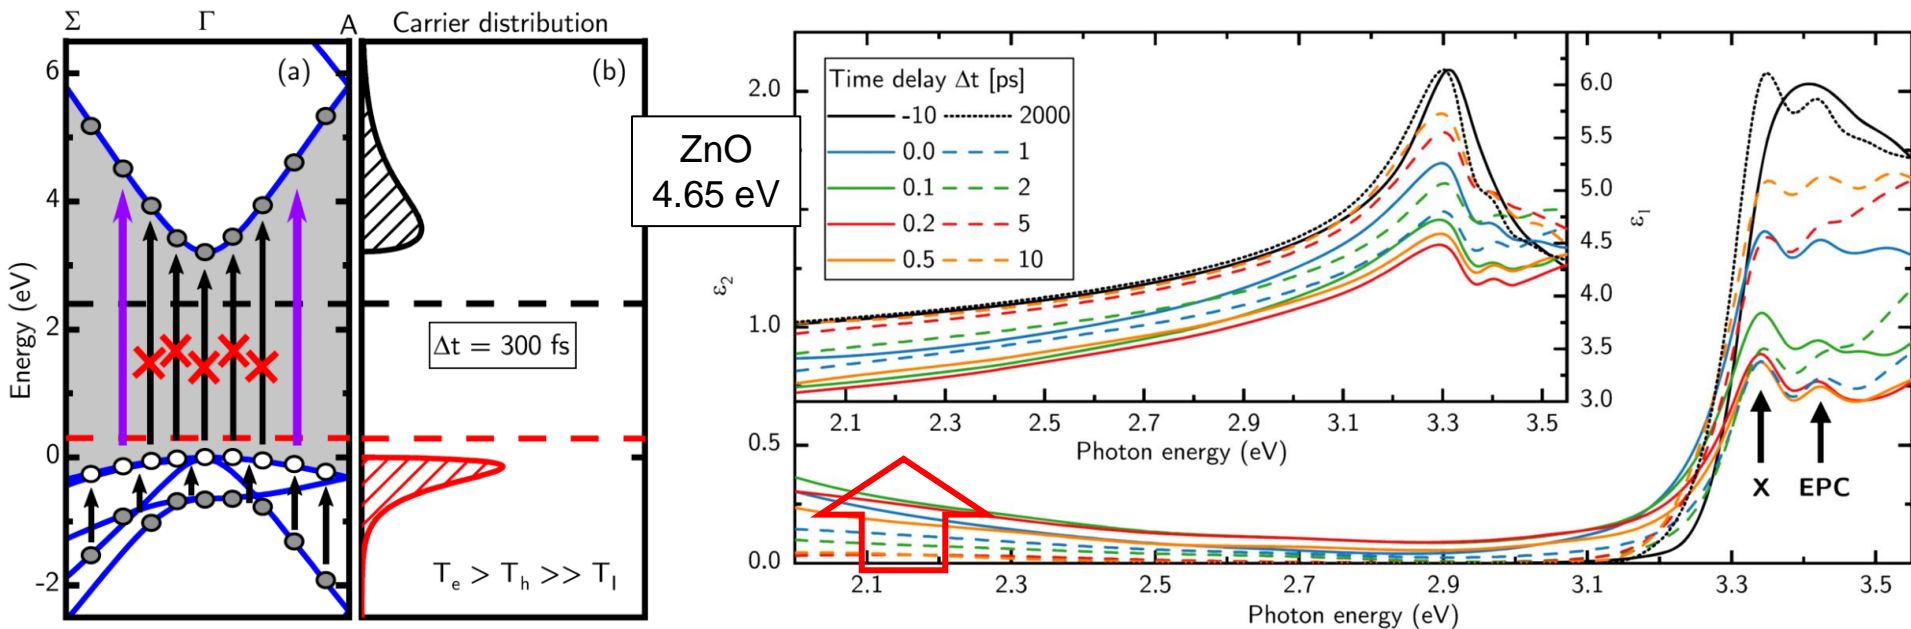 Σ Γ A
Carrier distribution
(a)
(b)
6
4
2
0
-2
Energy (eV)
Δt = 300 fs
Tₑ > Tₕ >> Tₗ
ZnO
4.65 eV
Time delay Δt [ps]
-10 2000
0.0 1
0.1 2
0.2 5
0.5 10
2.0
1.0
0.5
0.0
ε₂
6.0
5.5
5.0
4.5
4.0
3.5
3.0
ε₁
2.1 2.3 2.5 2.7 2.9 3.1 3.3 3.5
Photon energy (eV)
X EPC
2.1 2.3 2.5 2.7 2.9 3.1 3.3 3.5
Photon energy (eV)